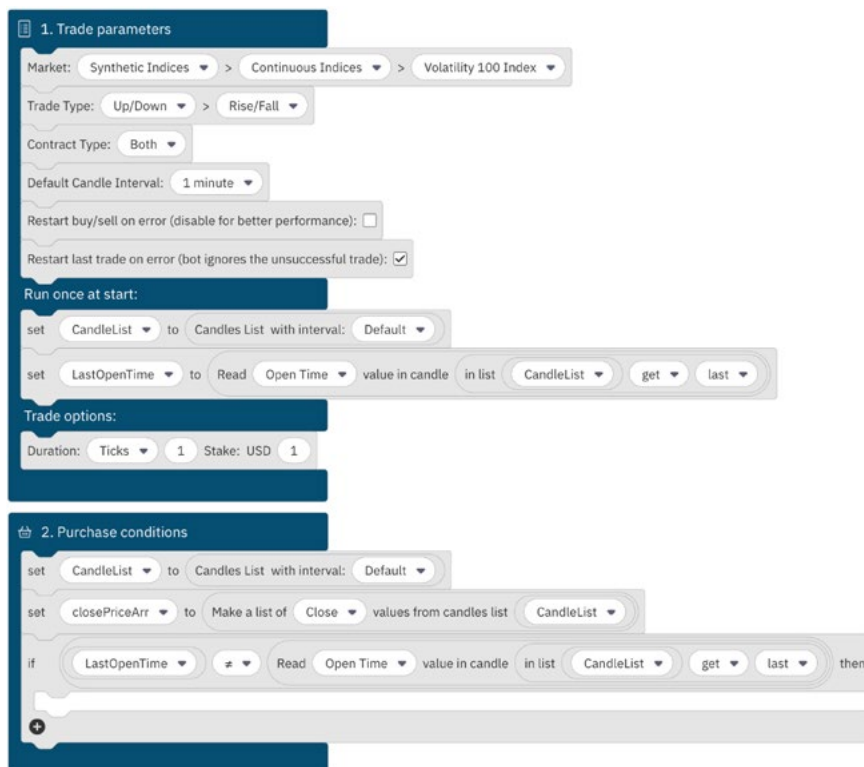 1. Trade parameters
Market: Synthetic Indices > Continuous Indices > Volatility 100 Index
Trade Type: Up/Down > Rise/Fall
Contract Type: Both
Default Candle Interval: 1 minute
Restart buy/sell on error (disable for better performance):
Restart last trade on error (bot ignores the unsuccessful trade):
Run once at start:
set CandleList to Candles List with interval: Default
set LastOpenTime to Read Open Time value in candle in list CandleList get last
Trade options:
Duration: Ticks 1 Stake: USD 1
2. Purchase conditions
set CandleList to Candles List with interval: Default
set closePriceArr to Make a list of Close values from candles list CandleList
if LastOpenTime ≠ Read Open Time value in candle in list CandleList get last then